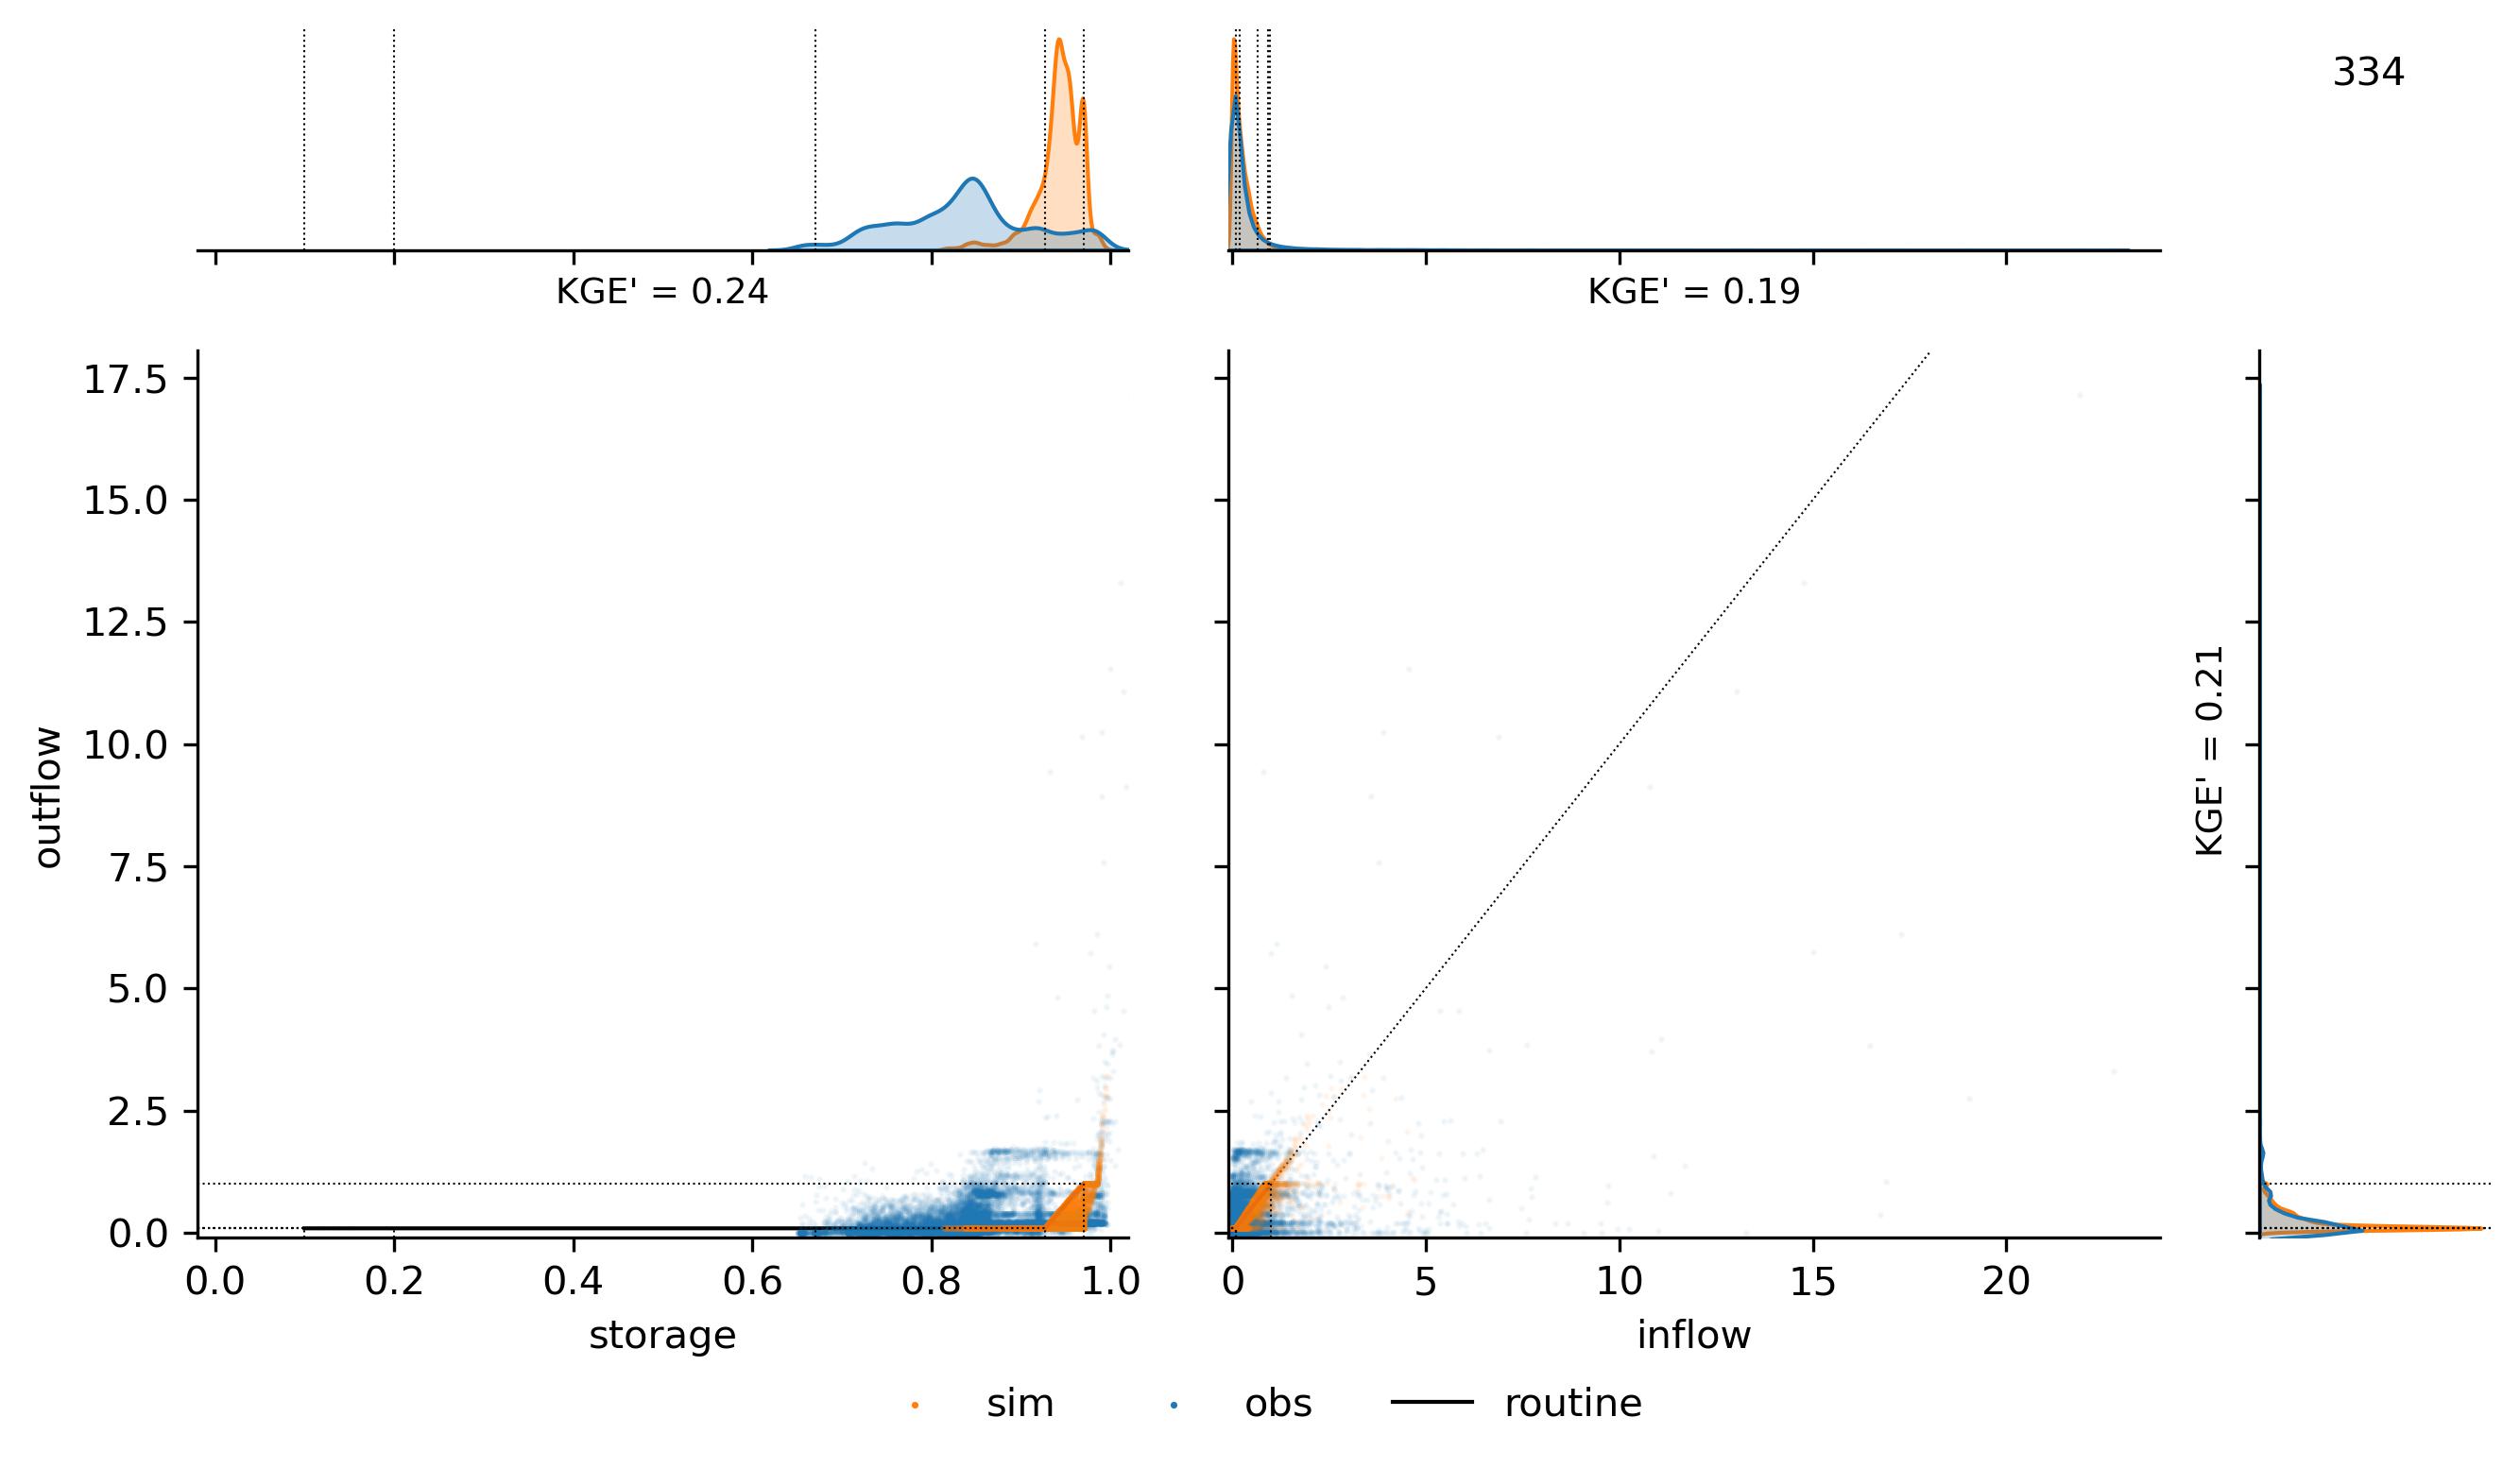 334
KGE' = 0.24
KGE' = 0.19
17.5
15.0
12.5
10.0
7.5
5.0
2.5
0.0
outflow
KGE' = 0.21
0.0 0.2 0.4 0.6 0.8 1.0
0 5 10 15 20
storage
inflow
sim obs routine